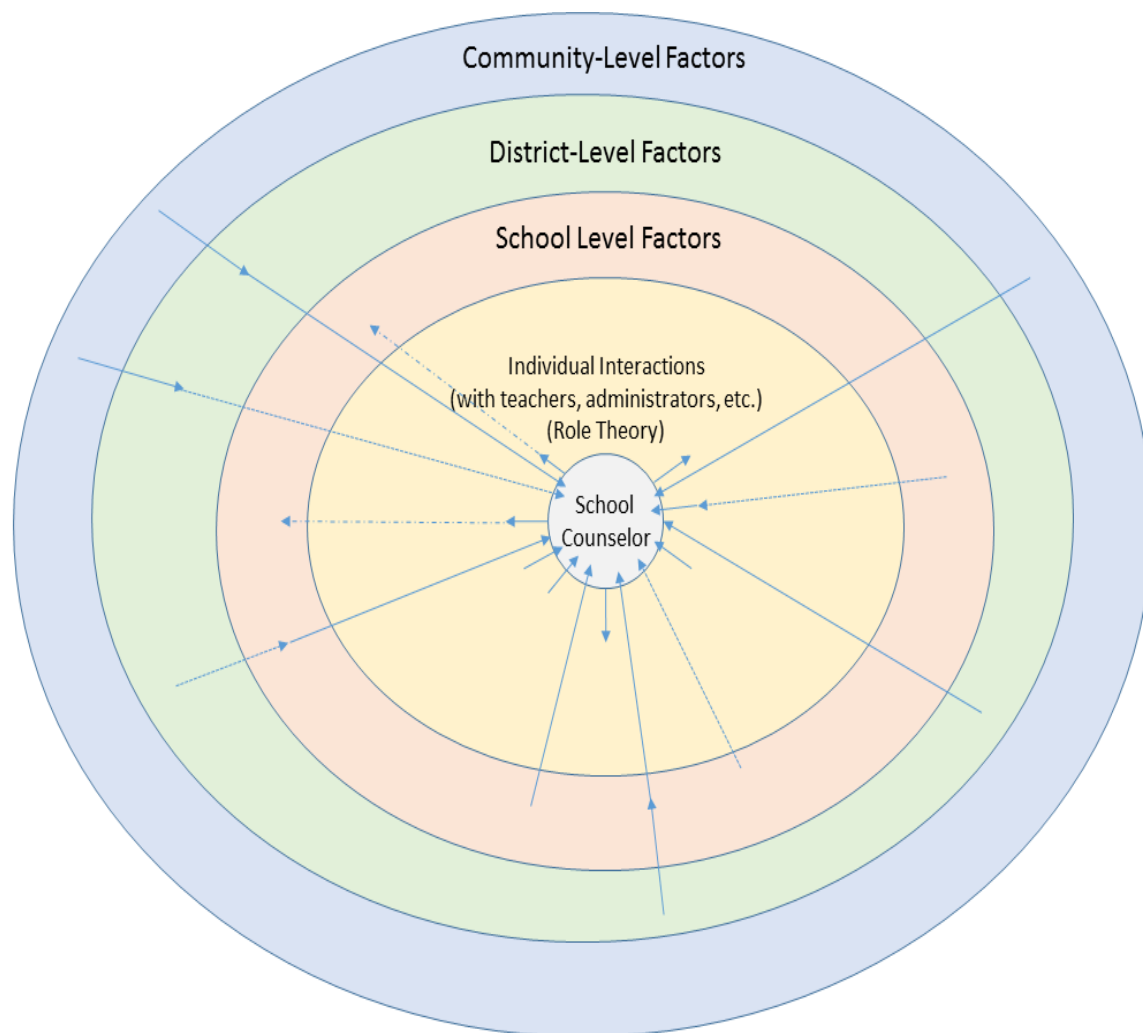 Community-Level Factors
District-Level Factors
School Level Factors
Individual Interactions
(with teachers, administrators, etc.)
(Role Theory)
School
Counselor